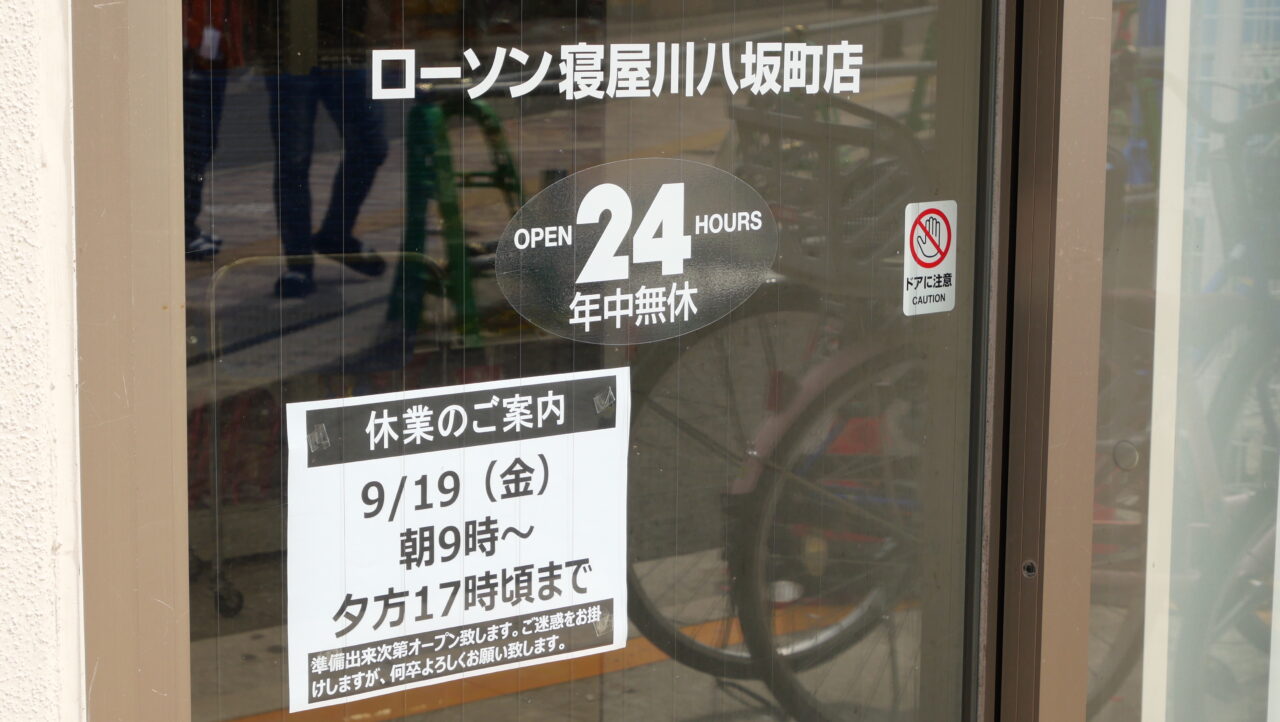 ローソン寝屋川八坂町店
OPEN 24 HOURS
年中無休
ドアに注意
CAUTION
休業のご案内
9/19（金）
朝9時～
夕方17時頃まで
準備出来次第オープン致します。ご迷惑をお掛
けしますが、何卒よろしくお願い致します。